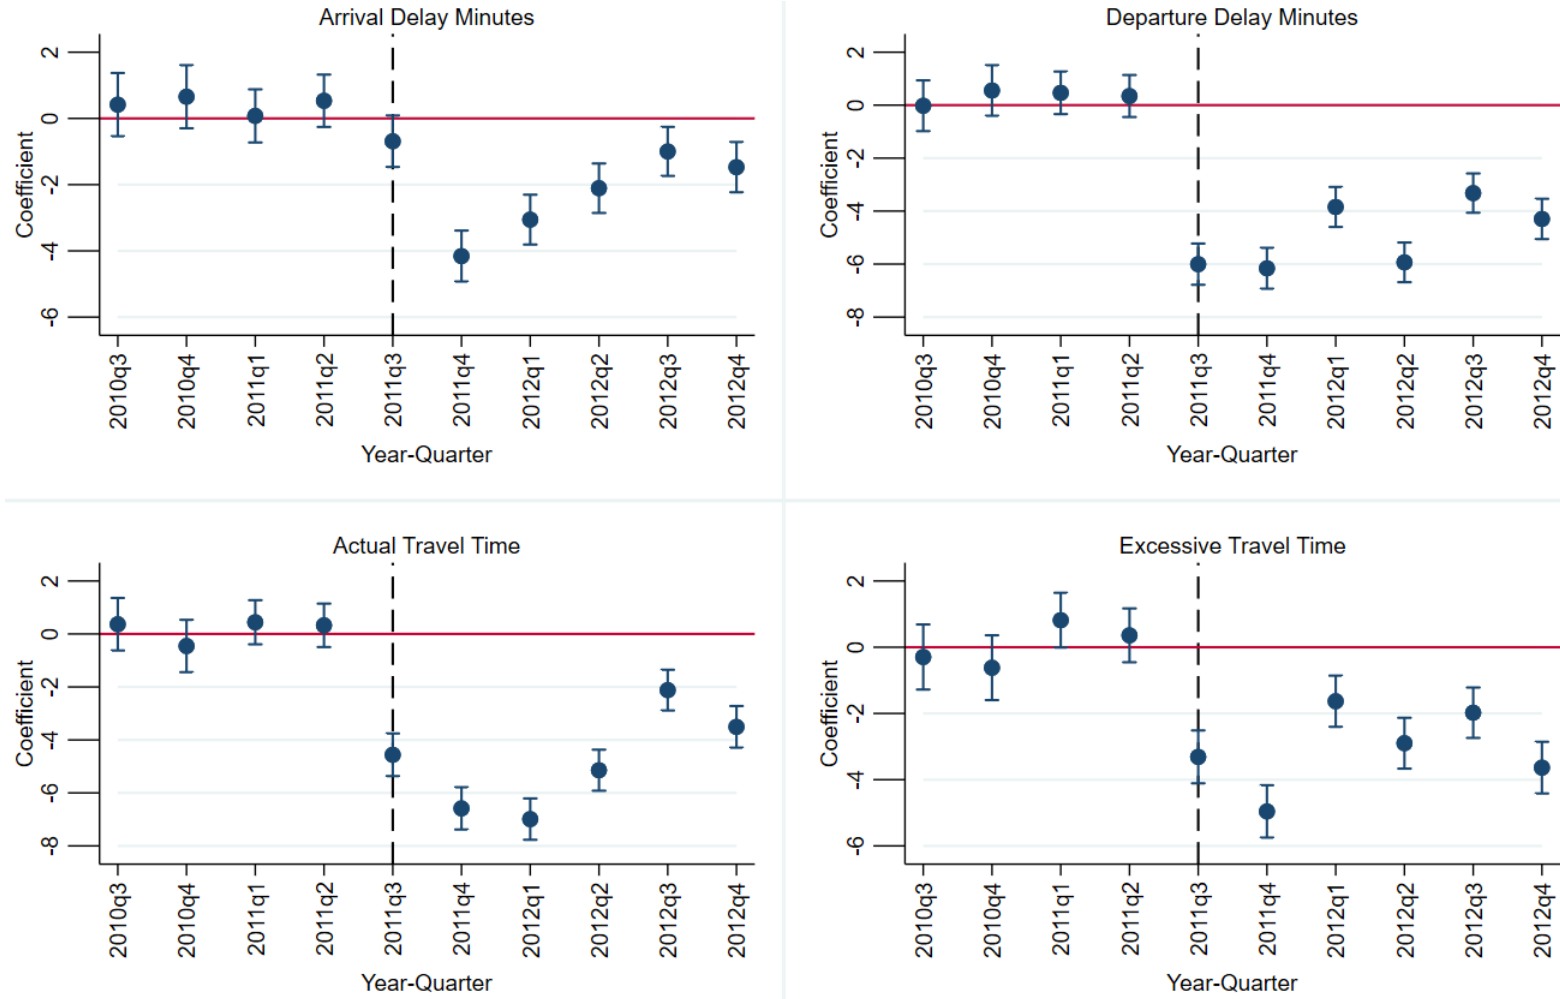 Arrival Delay Minutes
2
0
-2
-4
-6
Coefficient
2010q3
2010q4
2011q1
2011q2
2011q3
2011q4
2012q1
2012q2
2012q3
2012q4
Year-Quarter
Departure Delay Minutes
2
0
-2
-4
-6
-8
Coefficient
2010q3
2010q4
2011q1
2011q2
2011q3
2011q4
2012q1
2012q2
2012q3
2012q4
Year-Quarter
Actual Travel Time
2
0
-2
-4
-6
-8
Coefficient
2010q3
2010q4
2011q1
2011q2
2011q3
2011q4
2012q1
2012q2
2012q3
2012q4
Year-Quarter
Excessive Travel Time
2
0
-2
-4
-6
Coefficient
2010q3
2010q4
2011q1
2011q2
2011q3
2011q4
2012q1
2012q2
2012q3
2012q4
Year-Quarter